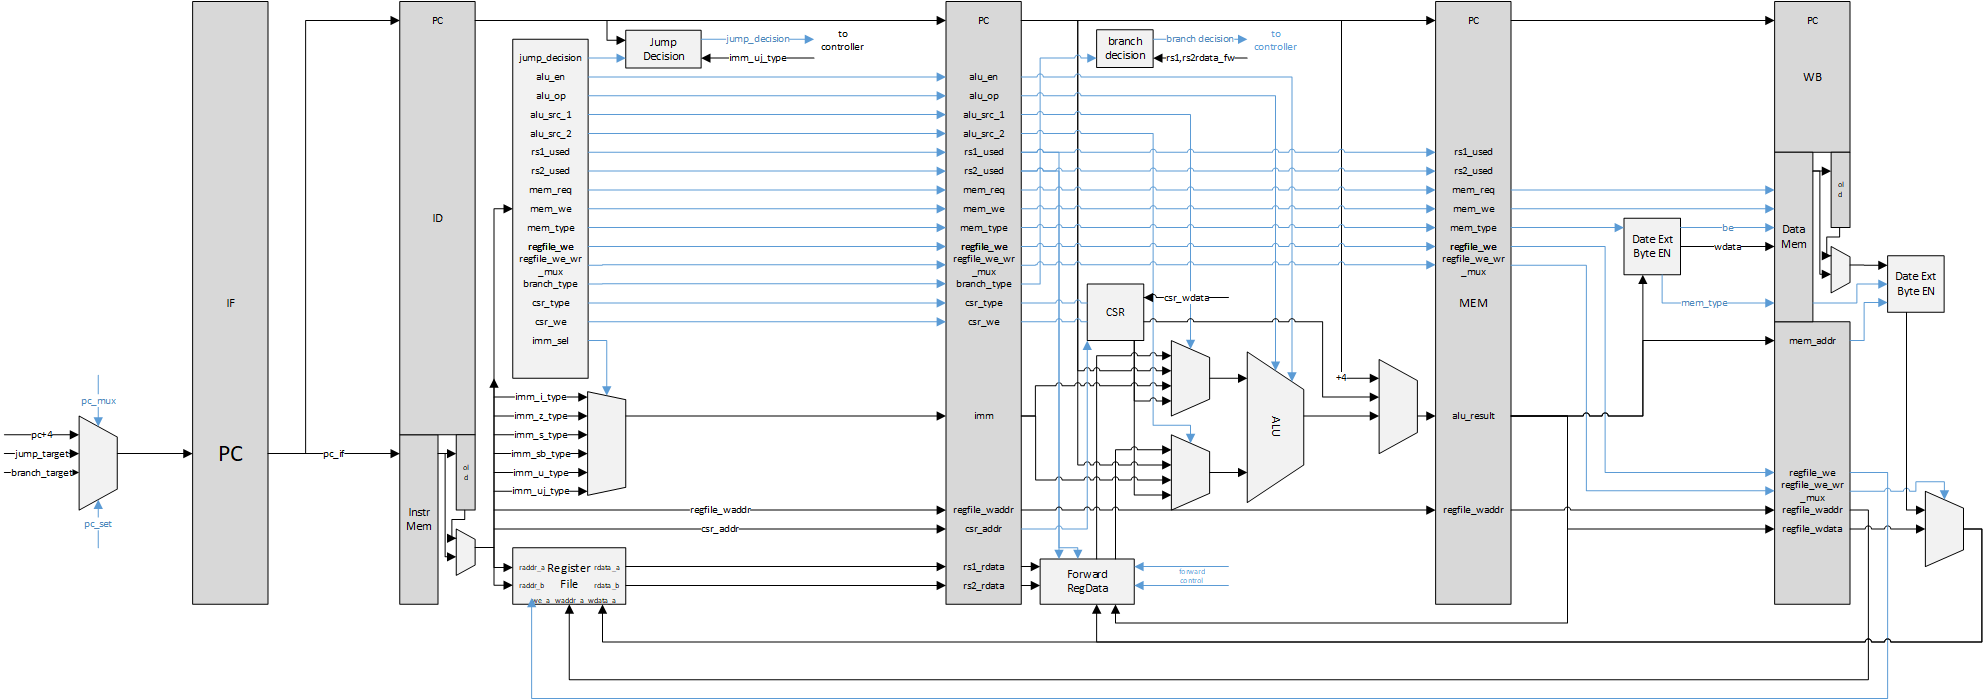 pc_mux
pc+4
jump_target
branch_target
pc_set
IF
PC
pc_if
PC
ID
Instr
Mem
ol
d
jump_decision
alu_en
alu_op
alu_src_1
alu_src_2
rs1_used
rs2_used
mem_req
mem_we
mem_type
regfile_we
regfile_we_wr
_mux
branch_type
csr_type
csr_we
imm_sel
Jump
Decision
jump_decision
imm_uj_type
to
controller
imm_i_type
imm_z_type
imm_s_type
imm_sb_type
imm_u_type
imm_uj_type
regfile_waddr
csr_addr
raddr_a
raddr_b
Register
File
rdata_a
rdata_b
we_a waddr_a wdata_a
PC
alu_en
alu_op
alu_src_1
alu_src_2
rs1_used
rs2_used
mem_req
mem_we
mem_type
regfile_we
regfile_we_wr
_mux
branch_type
csr_type
csr_we
imm
regfile_waddr
csr_addr
rs1_rdata
rs2_rdata
branch
decision
branch decision
rs1,rs2rdata_fw
to
controller
CSR
csr_wdata
ALU
+4
Forward
RegData
forward
control
PC
rs1_used
rs2_used
mem_req
mem_we
mem_type
regfile_we
regfile_we_wr
_mux
MEM
alu_result
regfile_waddr
Date Ext
Byte EN
be
wdata
mem_type
PC
WB
Data
Mem
ol
d
mem_addr
regfile_we
regfile_we_wr
_mux
regfile_waddr
regfile_wdata
Date Ext
Byte EN